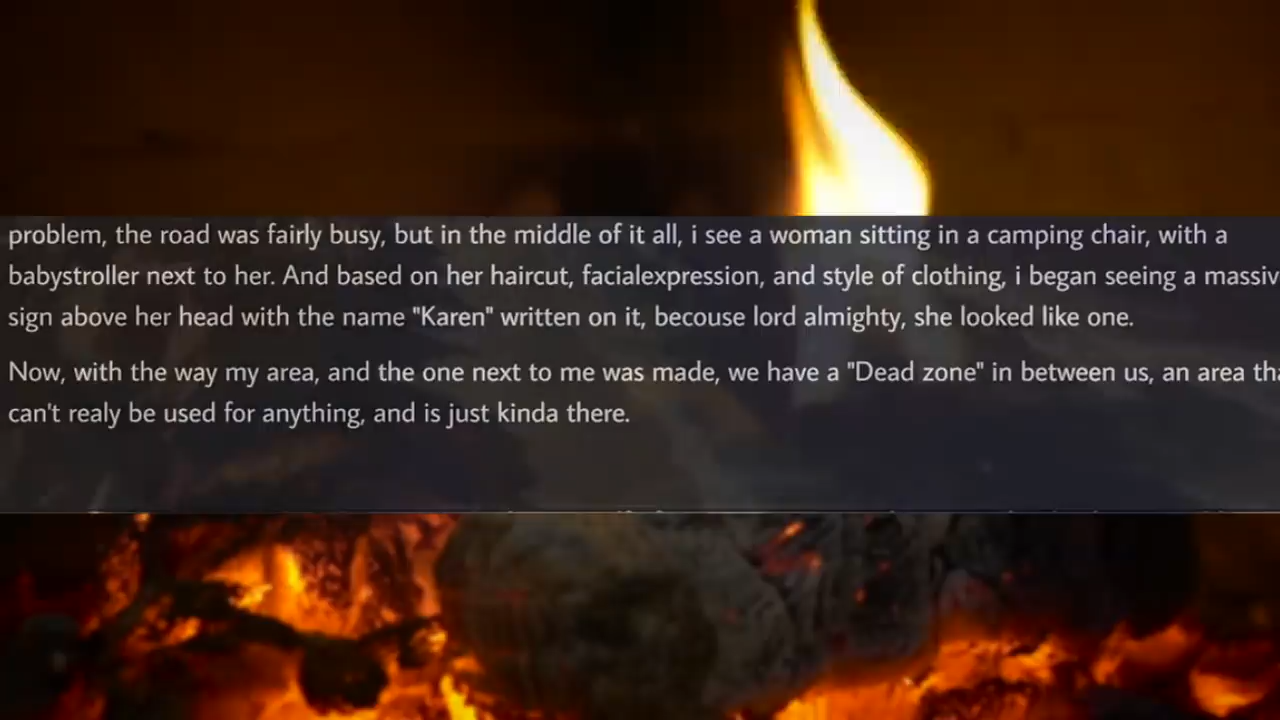 problem, the road was fairly busy, but in the middle of it all, i see a woman sitting in a camping chair, with a
babystroller next to her. And based on her haircut, facialexpression, and style of clothing, i began seeing a massiv
sign above her head with the name "Karen" written on it, becouse lord almighty, she looked like one.
Now, with the way my area, and the one next to me was made, we have a "Dead zone" in between us, an area tha
can't realy be used for anything, and is just kinda there.